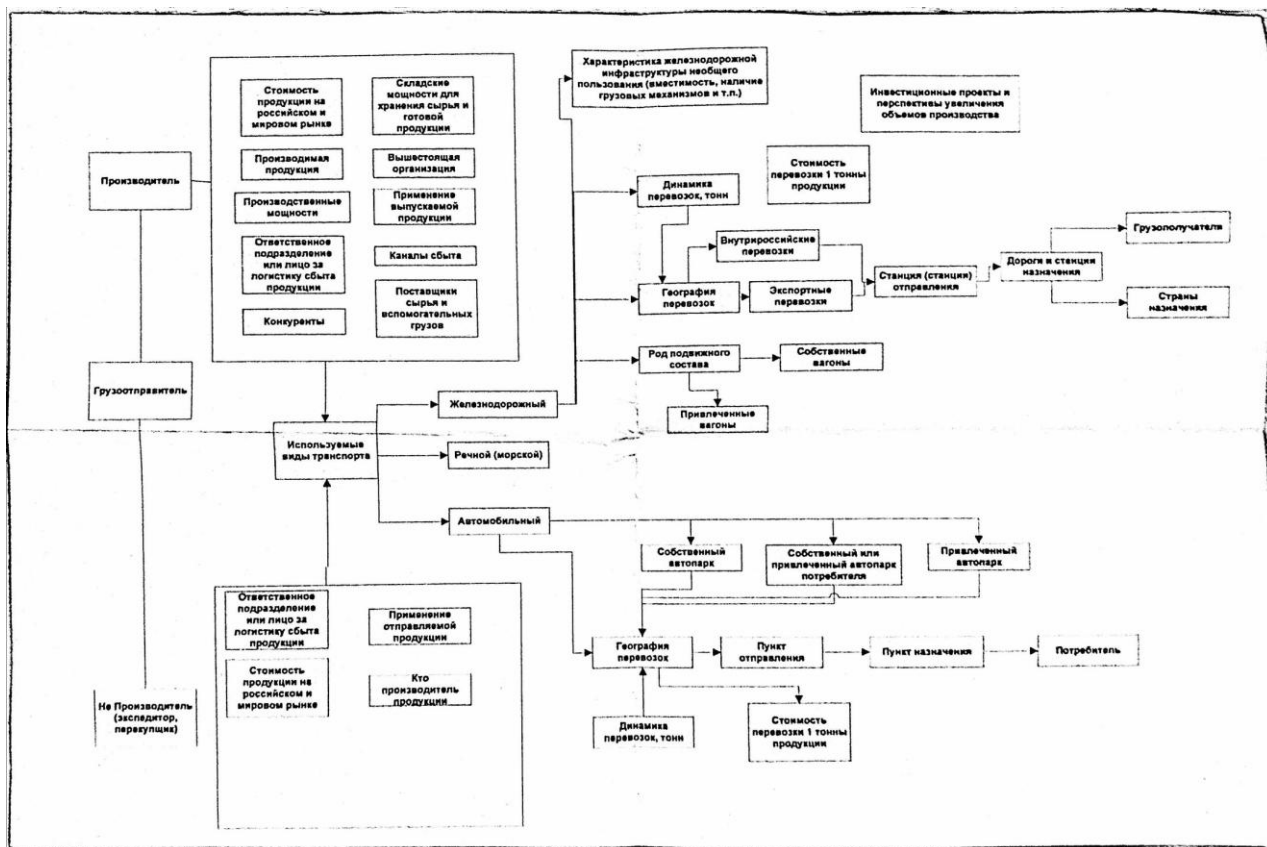 Стоимость
продукции на
российском и
мировом рынке
Складские
мощности для
хранения сырья и
готовой
продукции
Производимая
продукция
Вышестоящая
организация
Производственные
мощности
Применение
выпускаемой
продукции
Ответственное
подразделение
или лицо за
логистику сбыта
продукции
Каналы сбыта
Конкуренты
Поставщики
сырья и
вспомогательных
грузов
Производитель
Грузоотправитель
Не Производитель
(экспедитор,
перекупщик)
Характеристика железнодорожной
инфраструктуры необщего
пользования (вместимость, наличие
грузовых механизмов и т.п.)
Инвестиционные проекты и
перспективы увеличения
объемов производства
Стоимость
перевозки 1 тонны
продукции
Динамика
перевозок, тонн
Внутрироссийские
перевозки
География
перевозок
Экспортные
перевозки
Станция (станции)
отправления
Дороги и станции
назначения
Грузополучатели
Страны
назначения
Род подвижного
состава
Собственные
вагоны
Привлеченные
вагоны
Используемые
виды транспорта
Железнодорожный
Речной (морской)
Автомобильный
Собственный
автопарк
Собственный или
привлеченный автопарк
потребителя
Привлеченный
автопарк
География
перевозок
Пункт
отправления
Пункт назначения
Потребитель
Динамика
перевозок, тонн
Стоимость
перевозки 1 тонны
продукции
Ответственное
подразделение
или лицо за
логистику сбыта
продукции
Применение
отправляемой
продукции
Стоимость
продукции на
российском и
мировом рынке
Кто
производитель
продукции